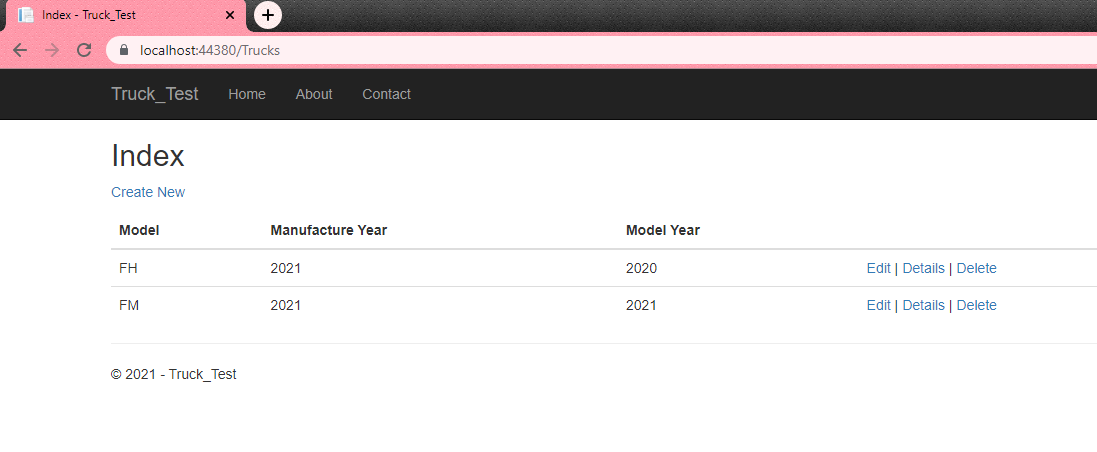 Index - Truck_Test
localhost:44380/Trucks
Truck_Test Home About Contact
Index
Create New
Model Manufacture Year Model Year
FH 2021 2020 Edit | Details | Delete
FM 2021 2021 Edit | Details | Delete
© 2021 - Truck_Test